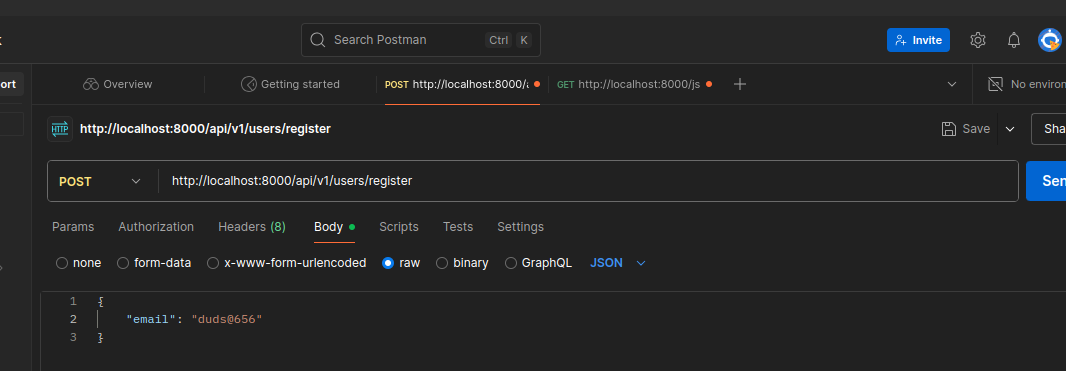 Search Postman Ctrl K Invite
ort Overview Getting started POST http://localhost:8000/a GET http://localhost:8000/js No environ
HTTP http://localhost:8000/api/v1/users/register Save Sha
POST http://localhost:8000/api/v1/users/register Sen
Params Authorization Headers (8) Body Scripts Tests Settings
none form-data x-www-form-urlencoded raw binary GraphQL JSON
1 {
2 "email": "duds@656"
3 }